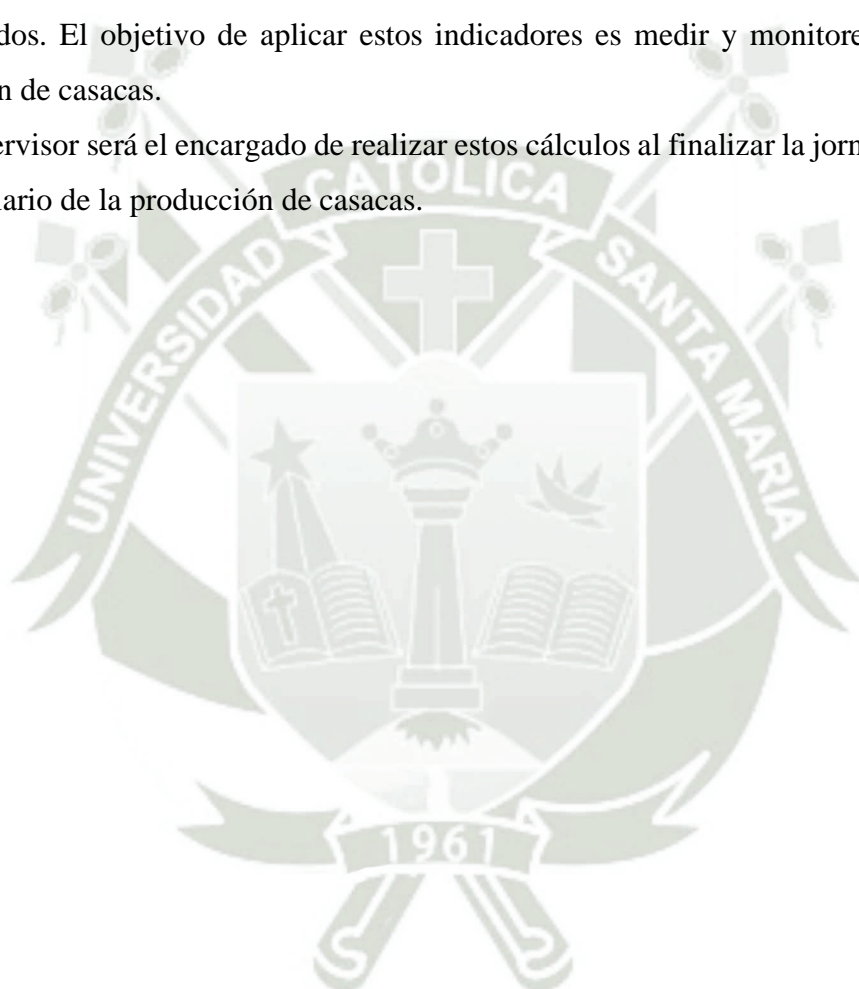 dos. El objetivo de aplicar estos indicadores es medir y monitore
n de casacas.
ervisor será el encargado de realizar estos cálculos al finalizar la jorn
iario de la producción de casacas.
UNIVERSIDAD CATOLICA SANTA MARIA
1961